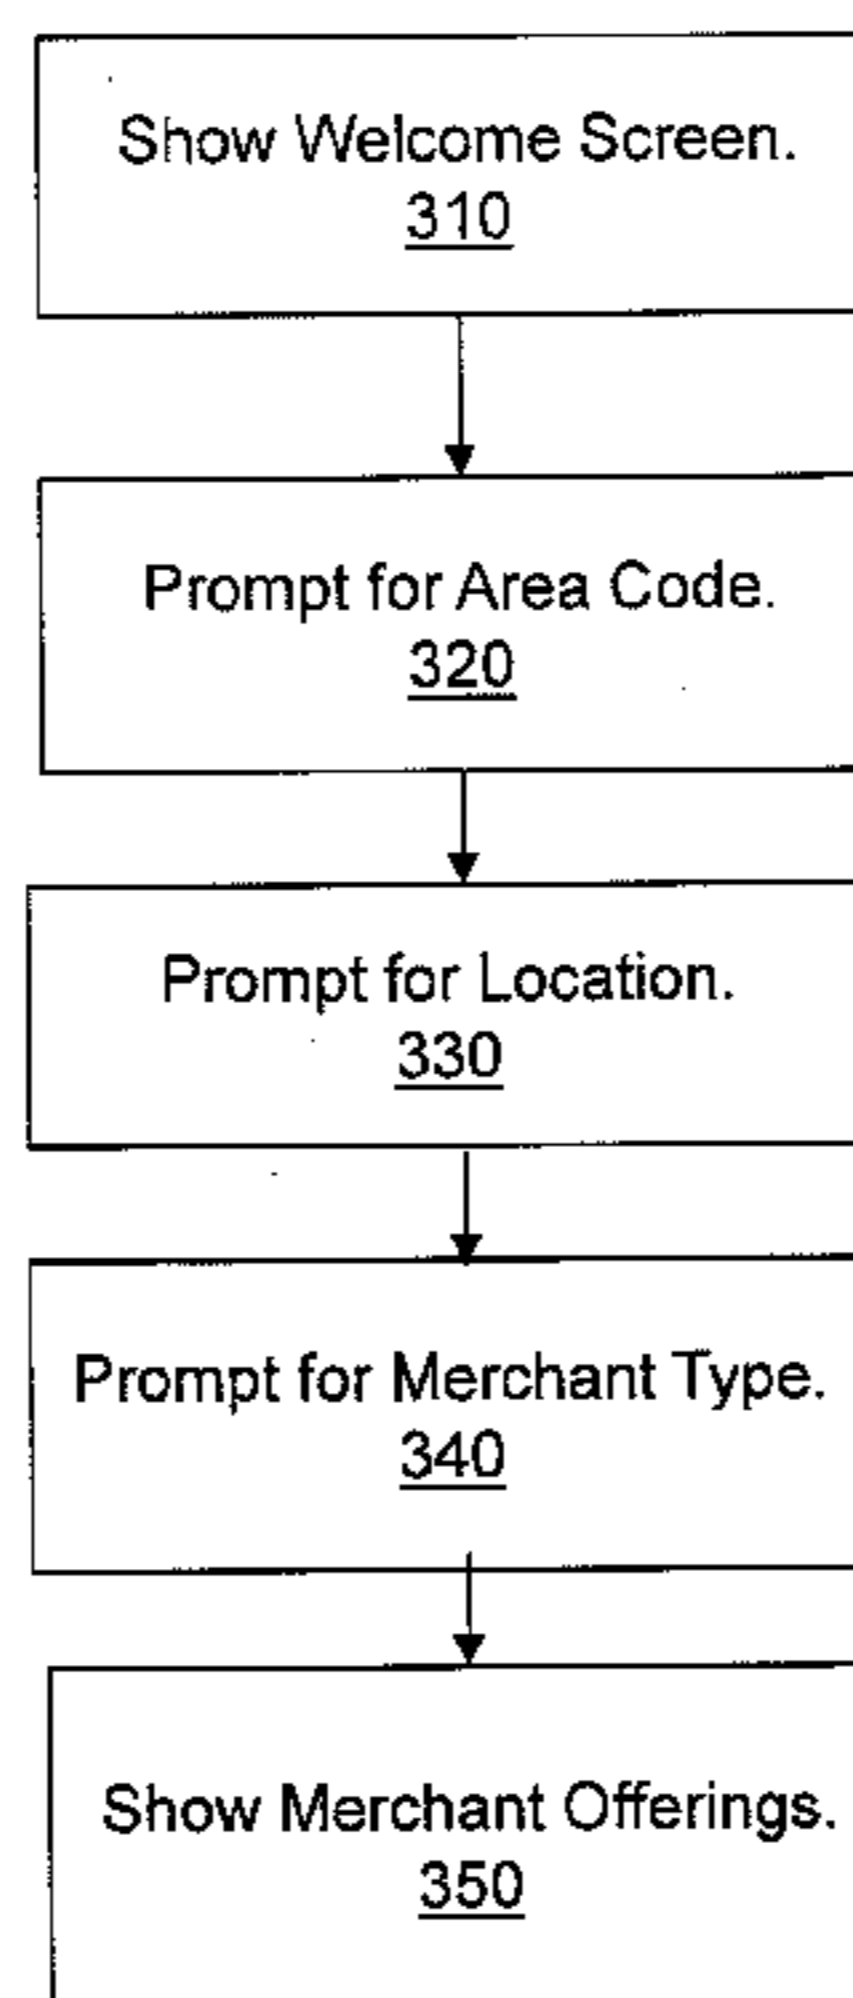 Show Welcome Screen.
310
Prompt for Area Code.
320
Prompt for Location.
330
Prompt for Merchant Type.
340
Show Merchant Offerings.
350